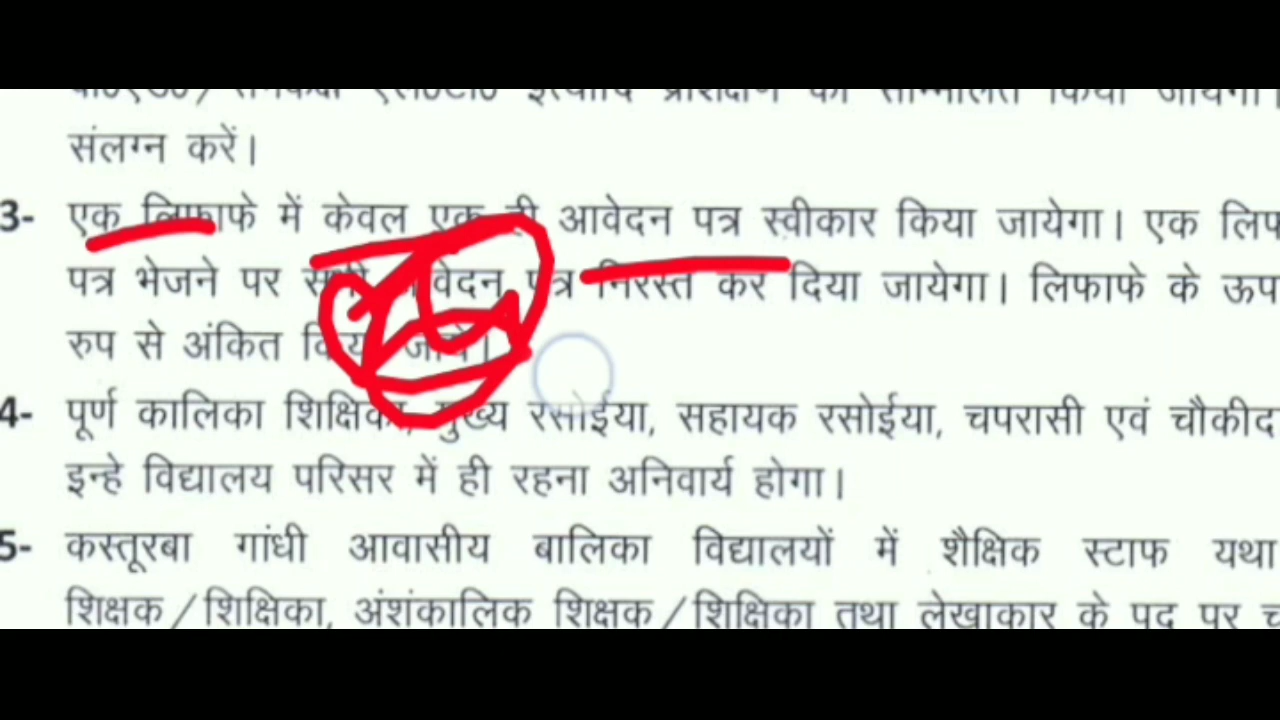 संलग्न करें।
3- एक लिफाफे में केवल एक ही आवेदन पत्र स्वीकार किया जायेगा। एक
पत्र भेजने पर आवेदन पत्र निरस्त कर दिया जायेगा। लिफाफे के
रुप से अंकित किया जाये।
4- पूर्ण कालिका शिक्षिका, मुख्य रसोईया, सहायक रसोईया, चपरासी एवं
इन्हे विद्यालय परिसर में ही रहना अनिवार्य होगा।
5- कस्तूरबा गांधी आवासीय बालिका विद्यालयों में शैक्षिक स्टाफ यथा
शिक्षक/शिक्षिका, अंशंकालिक शिक्षक/शिक्षिका तथा लेखाकार के पद पर